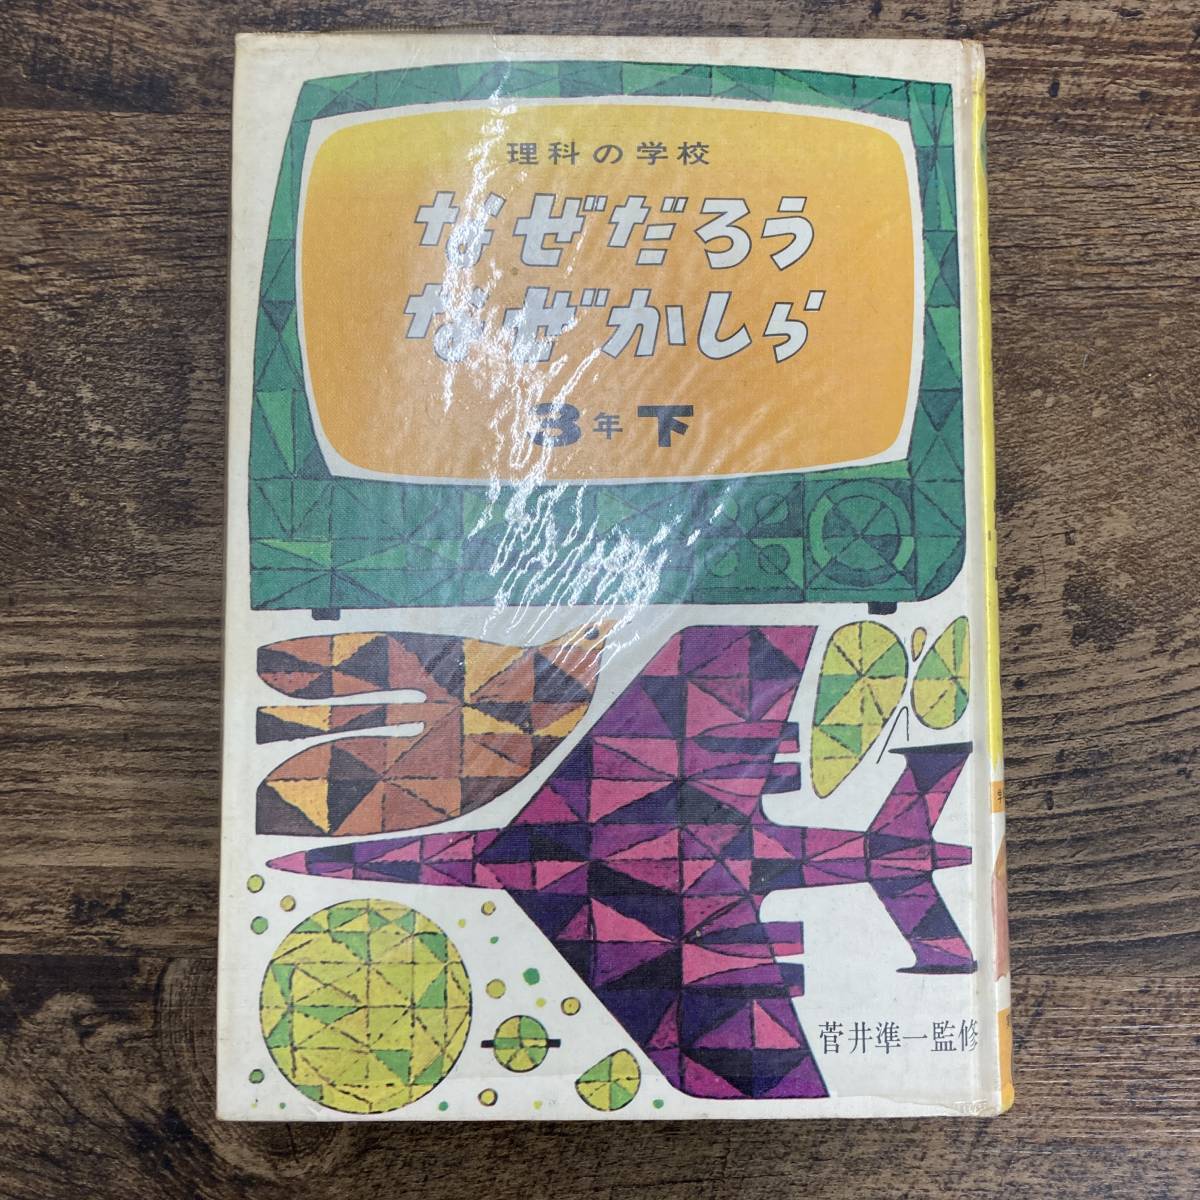 理科の学校
なぜだろう
なぜかしら
3年下
菅井準一監修